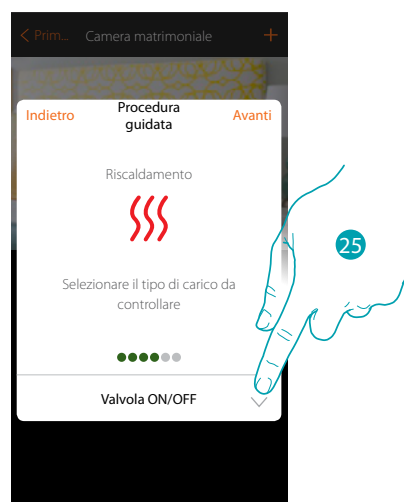 < Prim... Camera matrimoniale +
Indietro Procedura guidata Avanti
Riscaldamento
Selezionare il tipo di carico da
controllare
Valvola ON/OFF
25